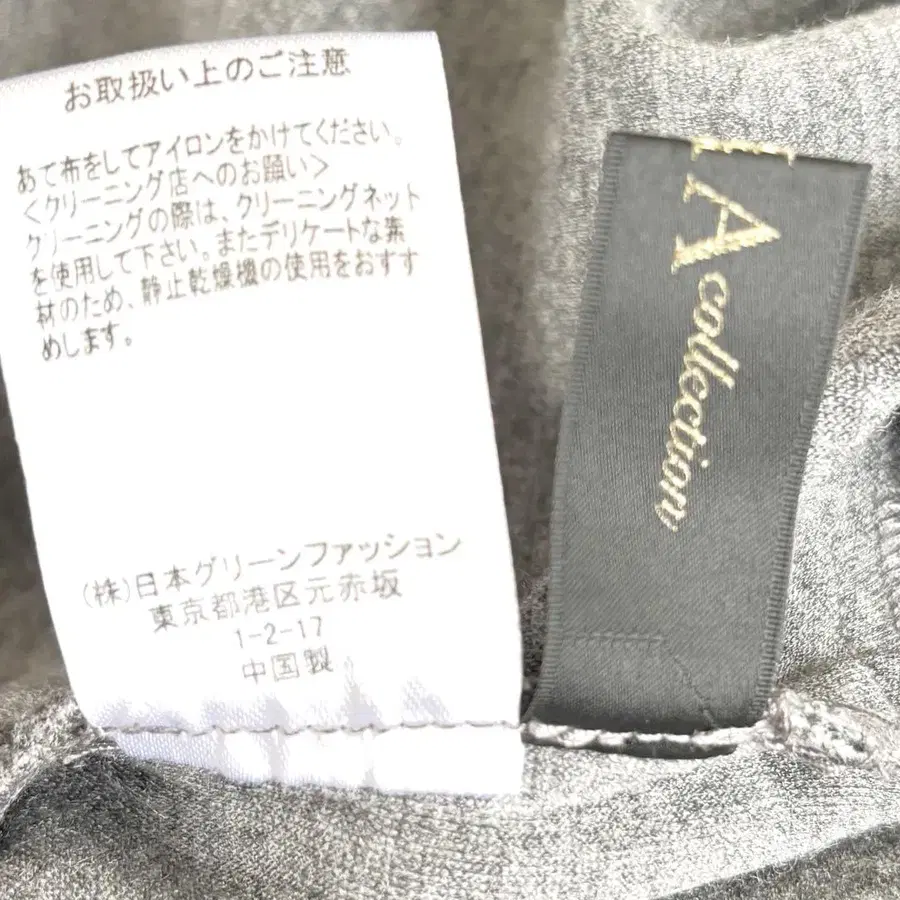 お取扱い上のご注意
あて布をしてアイロンをかけてください。
<クリーニング店へのお願い>
クリーニングの際は、クリーニングネット
を使用して下さい。またデリケートな素
材のため、静止乾燥機の使用をおすす
めします。
(株)日本グリーンファッション
東京都港区元赤坂
1-2-17
中国製
A
collection